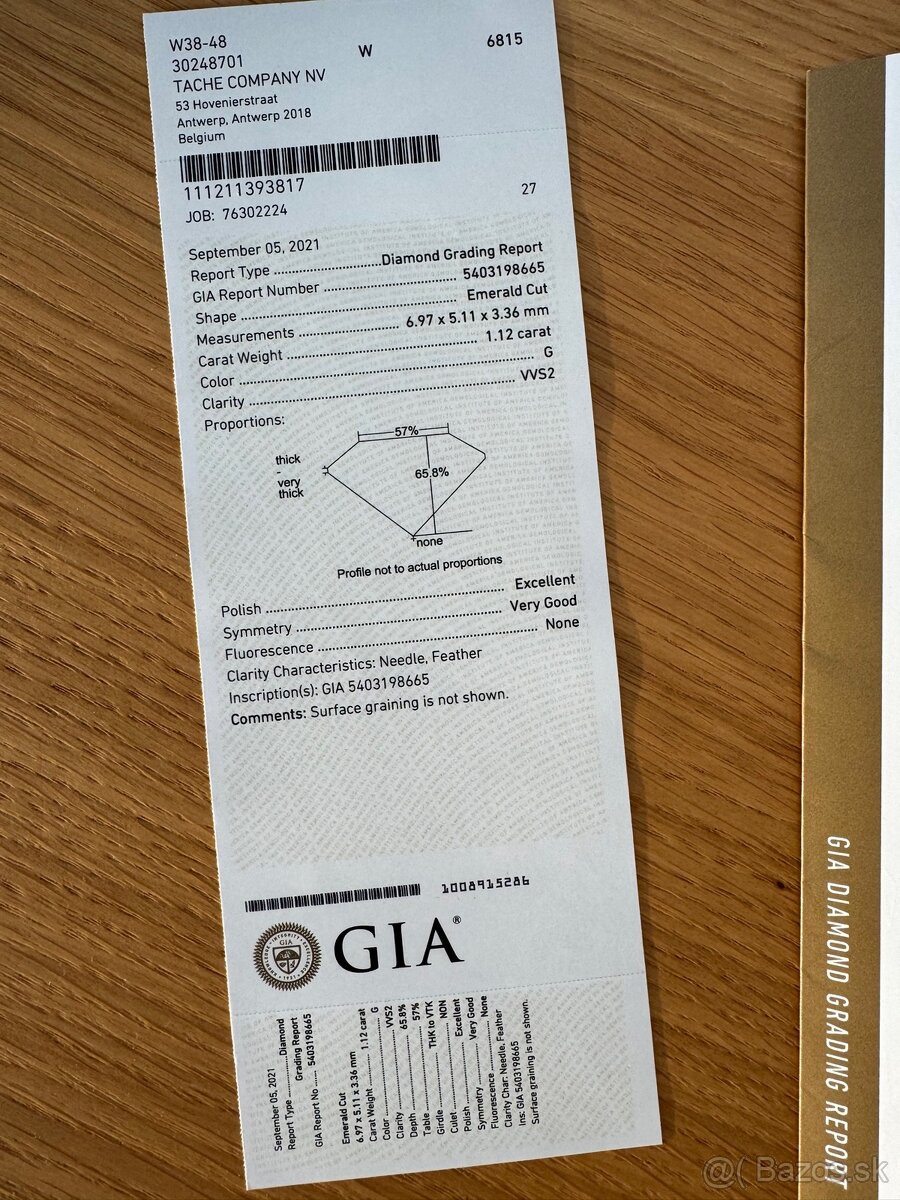 W38-48
30248701 W 6815
TACHE COMPANY NV
53 Hovenierstraat
Antwerp, Antwerp 2018
Belgium
111211393817
JOB: 76302224 27
September 05, 2021
Report Type ........ Diamond Grading Report
GIA Report Number ........ 5403198665
Shape ........ Emerald Cut
Measurements ........ 6.97 x 5.11 x 3.36 mm
Carat Weight ........ 1.12 carat
Color ........ G
Clarity ........ VVS2
Proportions:
57%
thick
-
very
thick
65.8%
none
Profile not to actual proportions
Polish ........ Excellent
Symmetry ........ Very Good
Fluorescence ........ None
Clarity Characteristics: Needle, Feather
Inscription(s): GIA 5403198665
Comments: Surface graining is not shown.
1008915286
GIA
GIA®
September 05, 2021
Report Type ........ Diamond
Grading Report
GIA Report No ........ 5403198665
Emerald Cut
6.97 x 5.11 x 3.36 mm
Carat Weight ........ 1.12 carat
Color ........ G
Clarity ........ VVS2
Depth ........ 65.8%
Table ........ 57%
Girdle ........ THK to VTK
Culet ........ NON
Polish ........ Excellent
Symmetry ........ Very Good
Fluorescence ........ None
Clarity Char: Needle, Feather
Ins: GIA 5403198665
Surface graining is not shown.
GIA DIAMOND GRADING REPORT
@( Bazos.sk